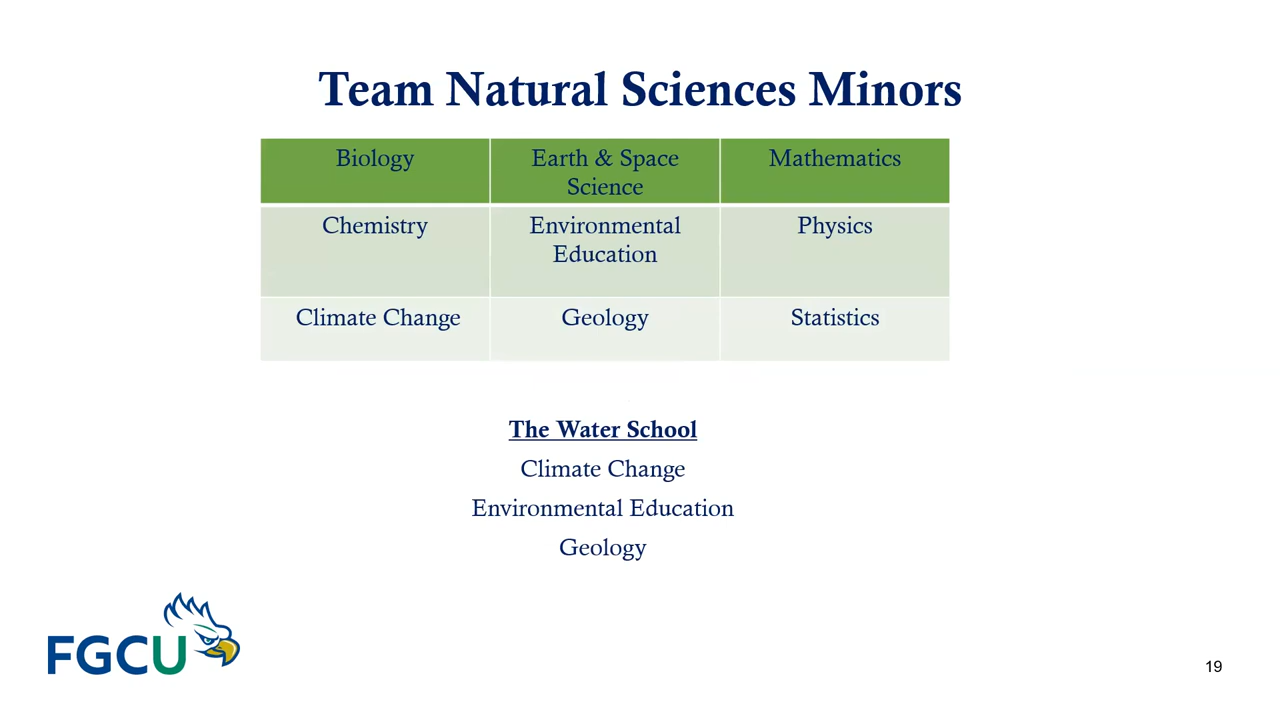 Team Natural Sciences Minors
Biology
Earth & Space
Science
Mathematics
Chemistry
Environmental
Education
Physics
Climate Change
Geology
Statistics
The Water School
Climate Change
Environmental Education
Geology
FGCU
19